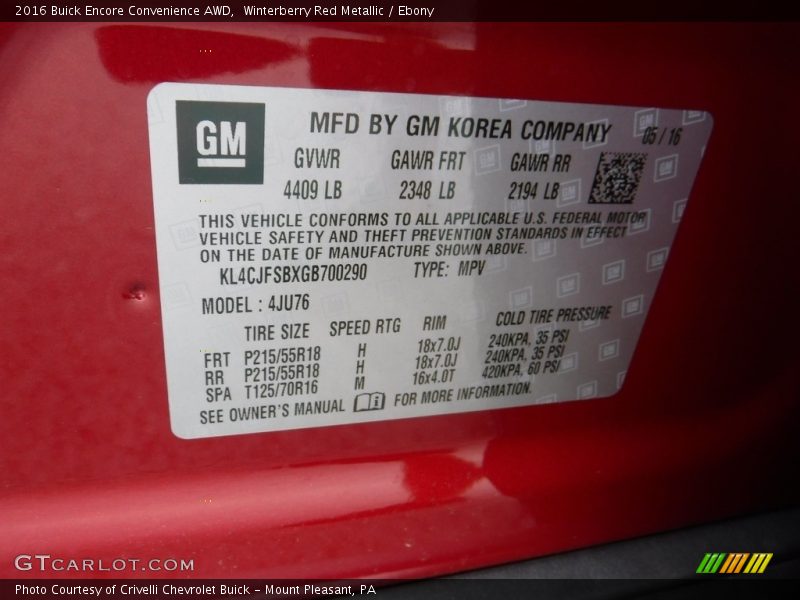 2016 Buick Encore Convenience AWD,  Winterberry Red Metallic / Ebony
GM
MFD BY GM KOREA COMPANY
05/16
GVWR GAWR FRT GAWR RR
4409 LB 2348 LB 2194 LB
THIS VEHICLE CONFORMS TO ALL APPLICABLE U.S. FEDERAL MOTOR
VEHICLE SAFETY AND THEFT PREVENTION STANDARDS IN EFFECT
ON THE DATE OF MANUFACTURE SHOWN ABOVE.
KL4CJFSBXGB700290 TYPE: MPV
MODEL : 4JU76
TIRE SIZE SPEED RTG RIM COLD TIRE PRESSURE
FRT P215/55R18 H 18x7.0J 240KPA, 35 PSI
RR P215/55R18 H 18x7.0J 240KPA, 35 PSI
SPA T125/70R16 M 16x4.0T 420KPA, 60 PSI
SEE OWNER'S MANUAL FOR MORE INFORMATION.
GTCARLOT.COM
Photo Courtesy of Crivelli Chevrolet Buick - Mount Pleasant, PA